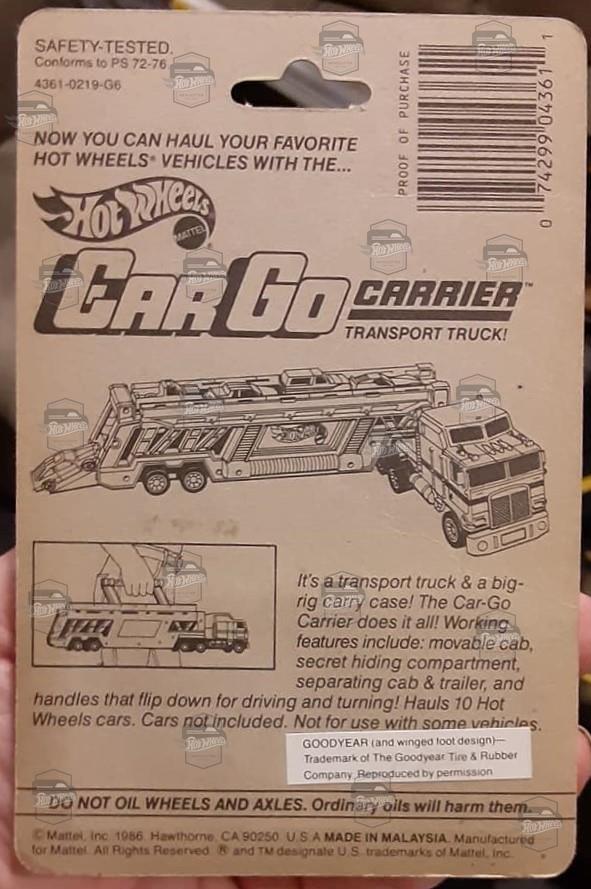 SAFETY-TESTED.
Conforms to PS 72-76
4361-0219-G6
PROOF OF PURCHASE
0 74299 04361 1
NOW YOU CAN HAUL YOUR FAVORITE
HOT WHEELS® VEHICLES WITH THE...
Hot Wheels
MATTEL
CAR GO CARRIER™
TRANSPORT TRUCK!
It's a transport truck & a big-
rig carry case! The Car-Go
Carrier does it all! Working
features include: movable cab,
secret hiding compartment,
separating cab & trailer, and
handles that flip down for driving and turning! Hauls 10 Hot
Wheels cars. Cars not included. Not for use with some vehicles.
GOODYEAR (and winged foot design)—
Trademark of The Goodyear Tire & Rubber
Company. Reproduced by permission
DO NOT OIL WHEELS AND AXLES. Ordinary oils will harm them.
© Mattel, Inc. 1986. Hawthorne, CA 90250. U.S.A MADE IN MALAYSIA. Manufactured
for Mattel. All Rights Reserved. ® and TM designate U.S. trademarks of Mattel, Inc.